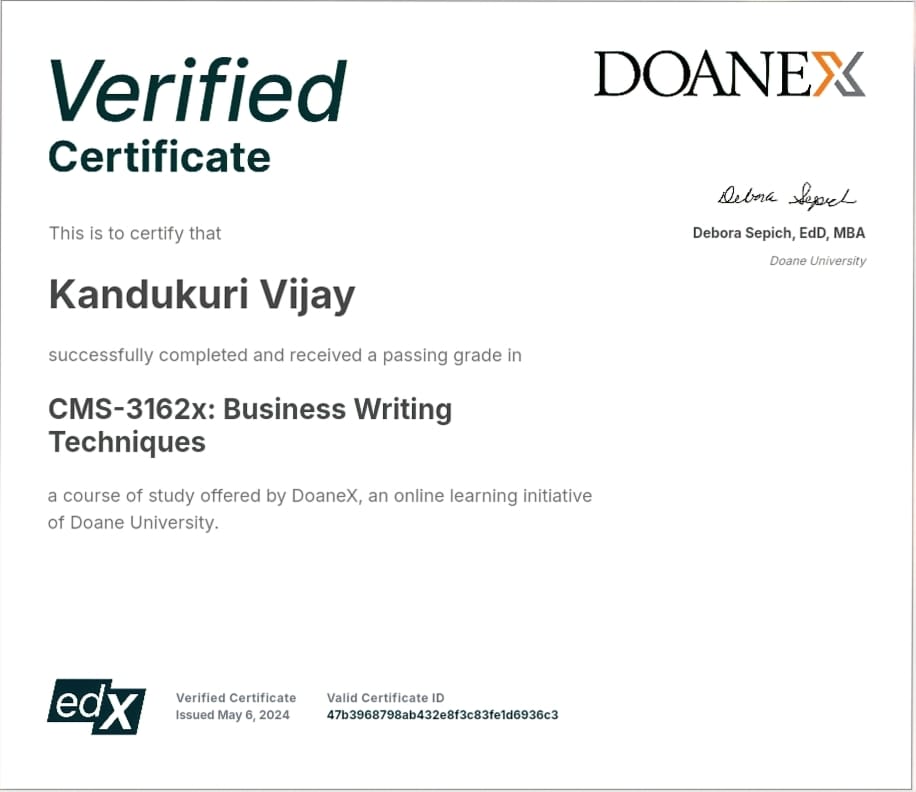 Verified
Certificate
DOANEX
Debora Sepich
Debora Sepich, EdD, MBA
Doane University
This is to certify that
Kandukuri Vijay
successfully completed and received a passing grade in
CMS-3162x: Business Writing
Techniques
a course of study offered by DoaneX, an online learning initiative
of Doane University.
edX
Verified Certificate
Issued May 6, 2024
Valid Certificate ID
47b3968798ab432e8f3c83fe1d6936c3